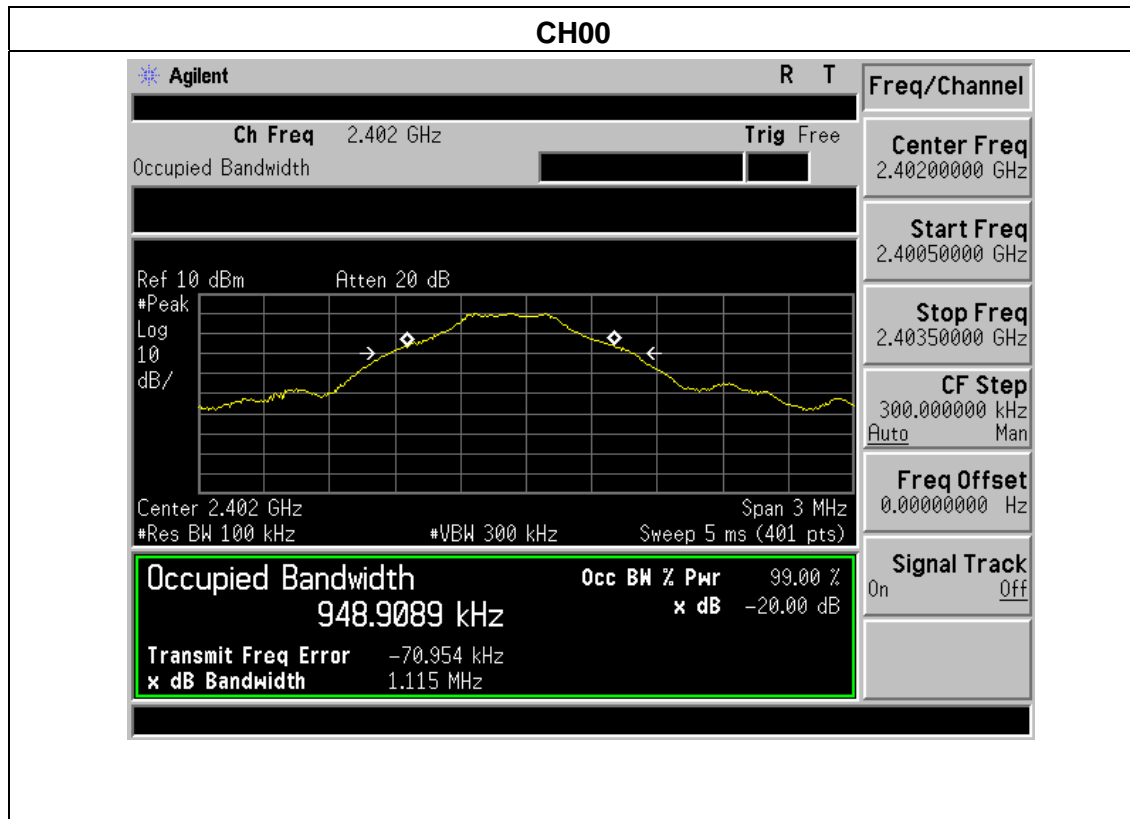 CH00
Agilent
R T
Ch Freq 2.402 GHz Trig Free
Occupied Bandwidth
Ref 10 dBm Atten 20 dB
#Peak
Log
10
dB/
Center 2.402 GHz Span 3 MHz
#Res BW 100 kHz #VBW 300 kHz Sweep 5 ms (401 pts)
Occupied Bandwidth Occ BW % Pwr 99.00 %
948.9089 kHz x dB -20.00 dB
Transmit Freq Error -70.954 kHz
x dB Bandwidth 1.115 MHz
Freq/Channel
Center Freq
2.40200000 GHz
Start Freq
2.40050000 GHz
Stop Freq
2.40350000 GHz
CF Step
300.000000 kHz
Auto Man
Freq Offset
0.00000000 Hz
Signal Track
On Off